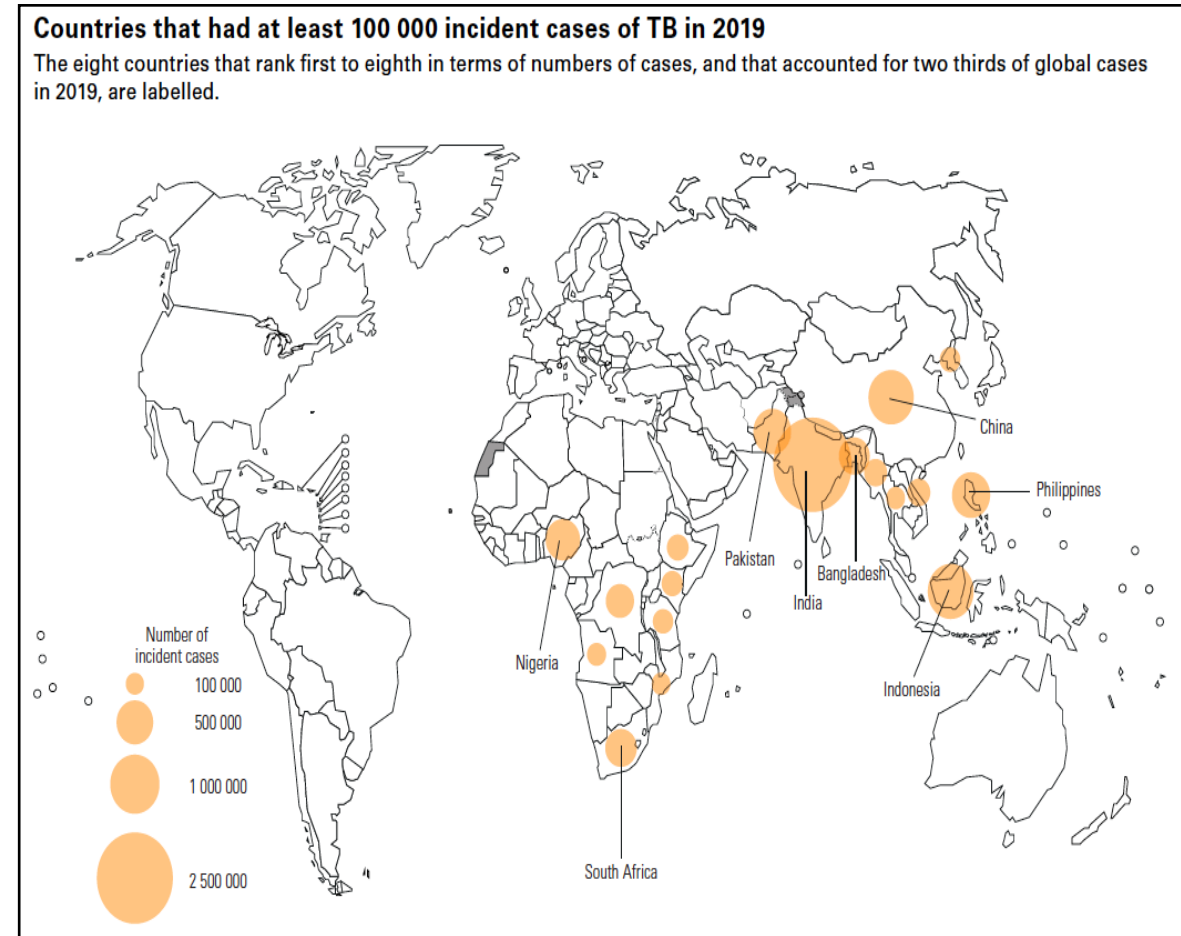 Countries that had at least 100 000 incident cases of TB in 2019
The eight countries that rank first to eighth in terms of numbers of cases, and that accounted for two thirds of global cases
in 2019, are labelled.
China
Philippines
Pakistan
Bangladesh
India
Nigeria
Indonesia
South Africa
Number of
incident cases
100 000
500 000
1 000 000
2 500 000